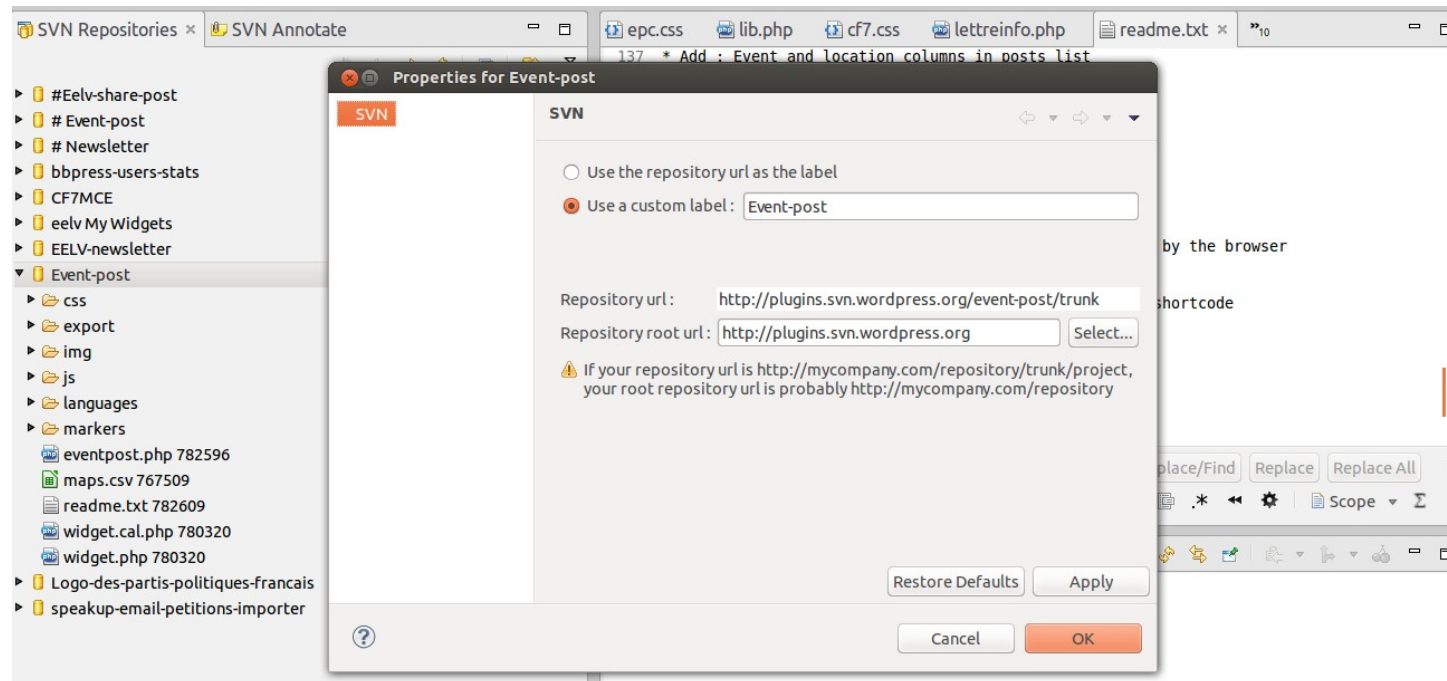 SVN Repositories
SVN Annotate
epc.css
lib.php
cf7.css
lettreinfo.php
readme.txt
»10
137 * Add : Event and location columns in posts list
#Eelv-share-post
# Event-post
# Newsletter
bbpress-users-stats
CF7MCE
eelv My Widgets
EELV-newsletter
Event-post
css
export
img
js
languages
markers
eventpost.php 782596
maps.csv 767509
readme.txt 782609
widget.cal.php 780320
widget.php 780320
Logo-des-partis-politiques-francais
speakup-email-petitions-importer
Properties for Event-post
SVN
SVN
Use the repository url as the label
Use a custom label : Event-post
Repository url : http://plugins.svn.wordpress.org/event-post/trunk
Repository root url : http://plugins.svn.wordpress.org Select...
If your repository url is http://mycompany.com/repository/trunk/project,
your root repository url is probably http://mycompany.com/repository
Restore Defaults Apply
Cancel OK
by the browser
shortcode
place/Find Replace Replace All
.* Scope Σ